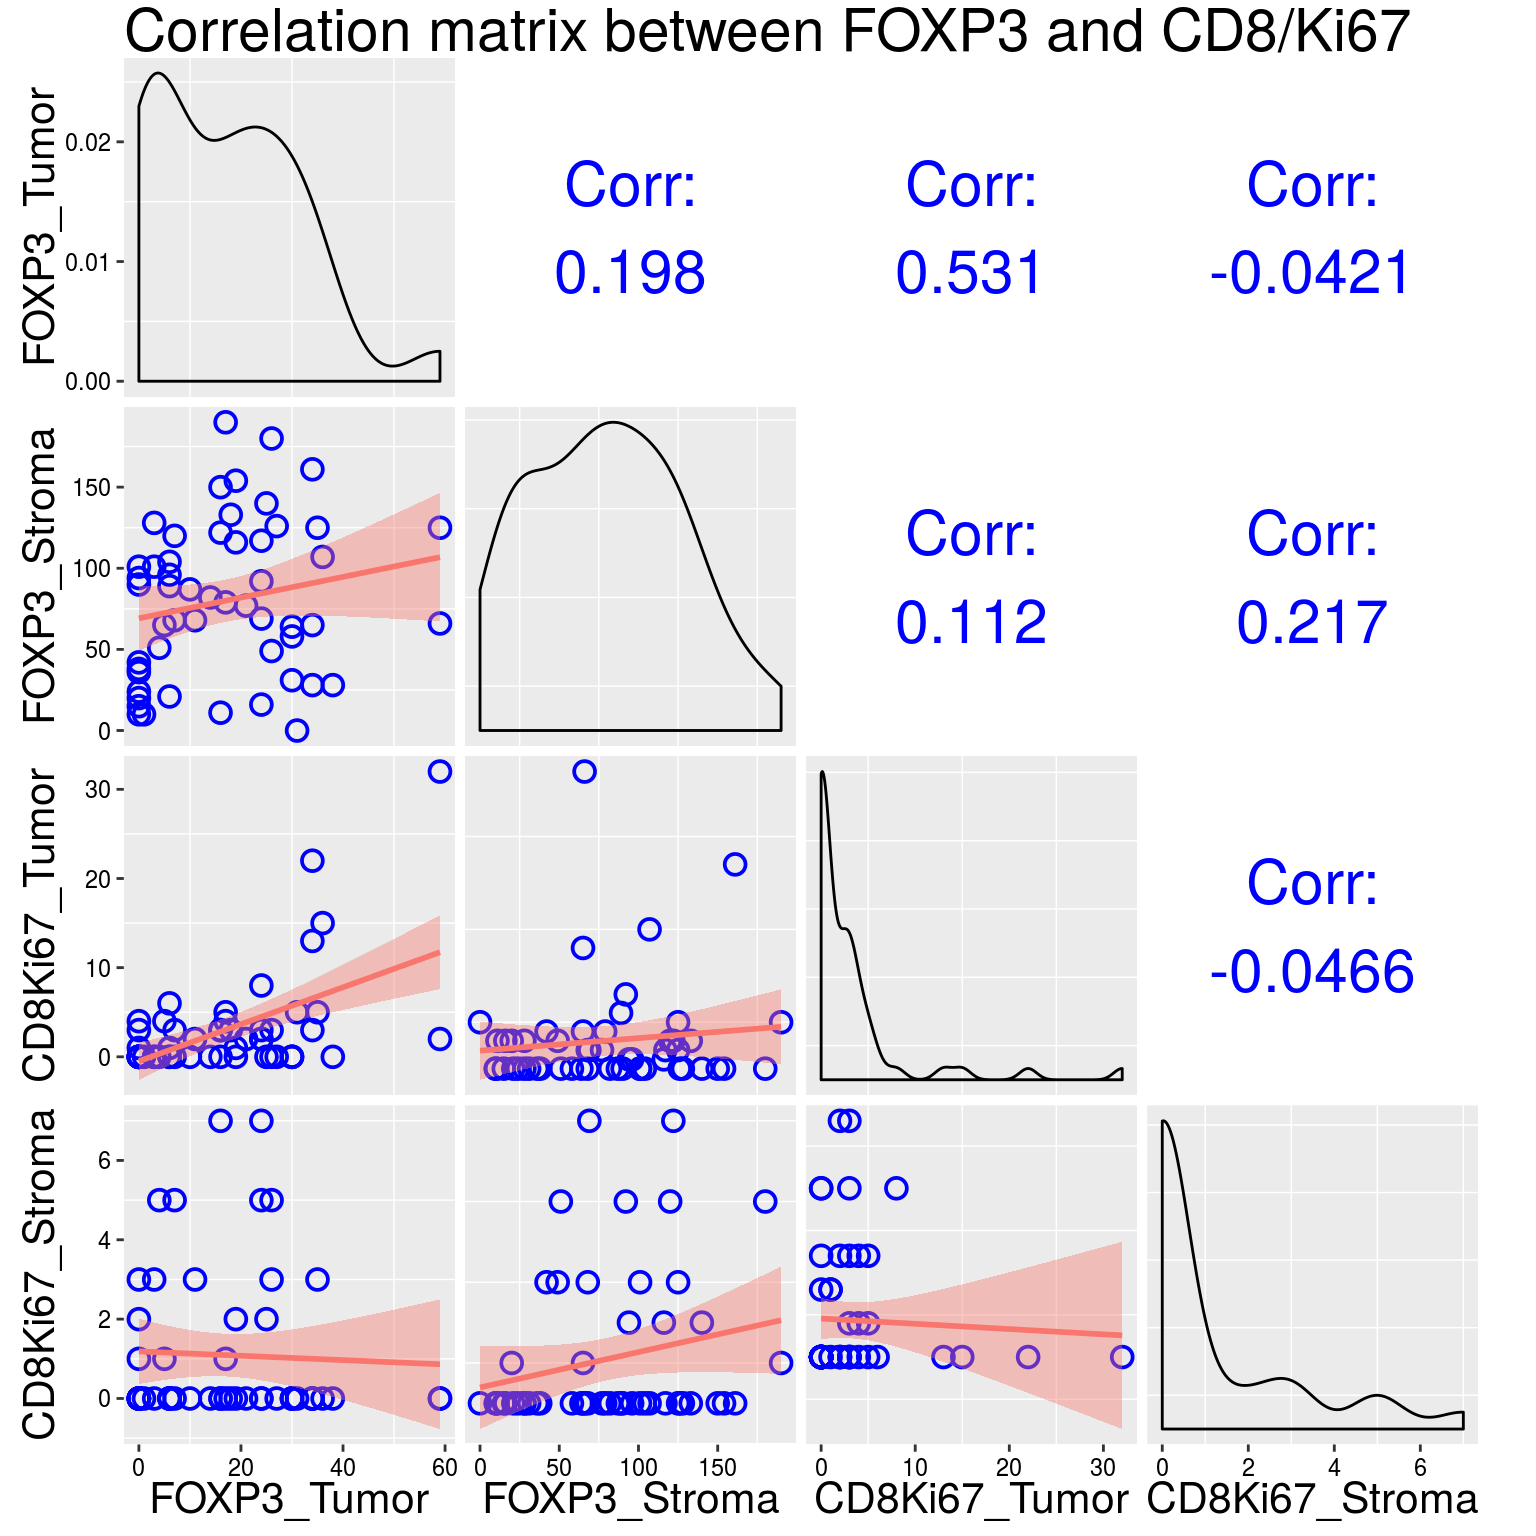 Correlation matrix between FOXP3 and CD8/Ki67
FOXP3_Tumor
0.02
0.01
0.00
Corr:
0.198
Corr:
0.531
Corr:
-0.0421
FOXP3_Stroma
150
100
50
0
Corr:
0.112
Corr:
0.217
CD8Ki67_Tumor
30
20
10
0
Corr:
-0.0466
CD8Ki67_Stroma
6
4
2
0
0 20 40 60
0 50 100 150
0 10 20 30
0 2 4 6
FOXP3_Tumor
FOXP3_Stroma
CD8Ki67_Tumor
CD8Ki67_Stroma